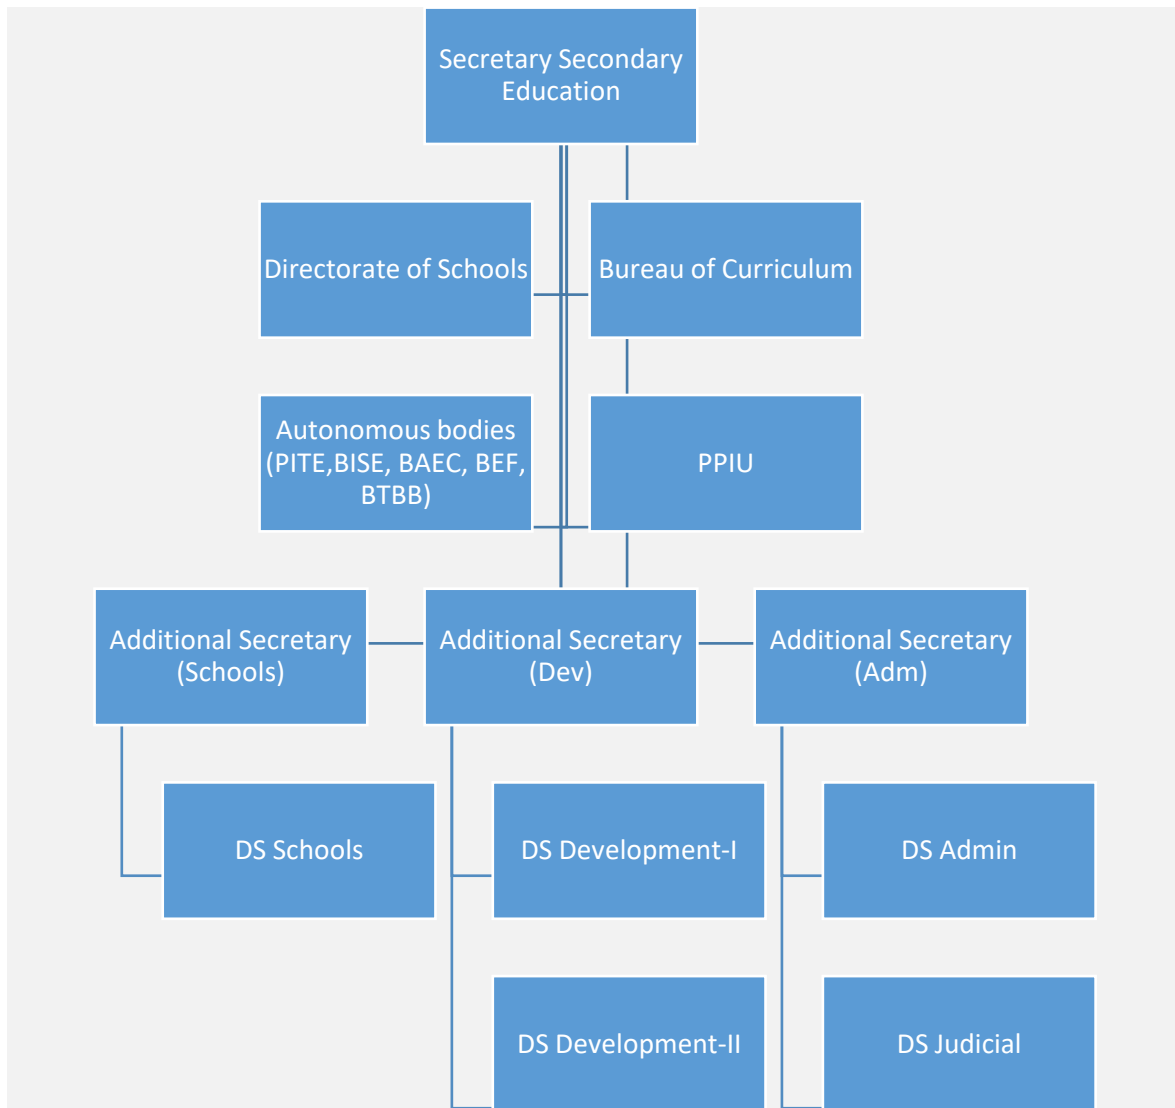 Secretary Secondary
Education
Directorate of Schools
Bureau of Curriculum
Autonomous bodies
(PITE,BISE, BAEC, BEF,
BTBB)
PPIU
Additional Secretary
(Schools)
Additional Secretary
(Dev)
Additional Secretary
(Adm)
DS Schools
DS Development-I
DS Admin
DS Development-II
DS Judicial